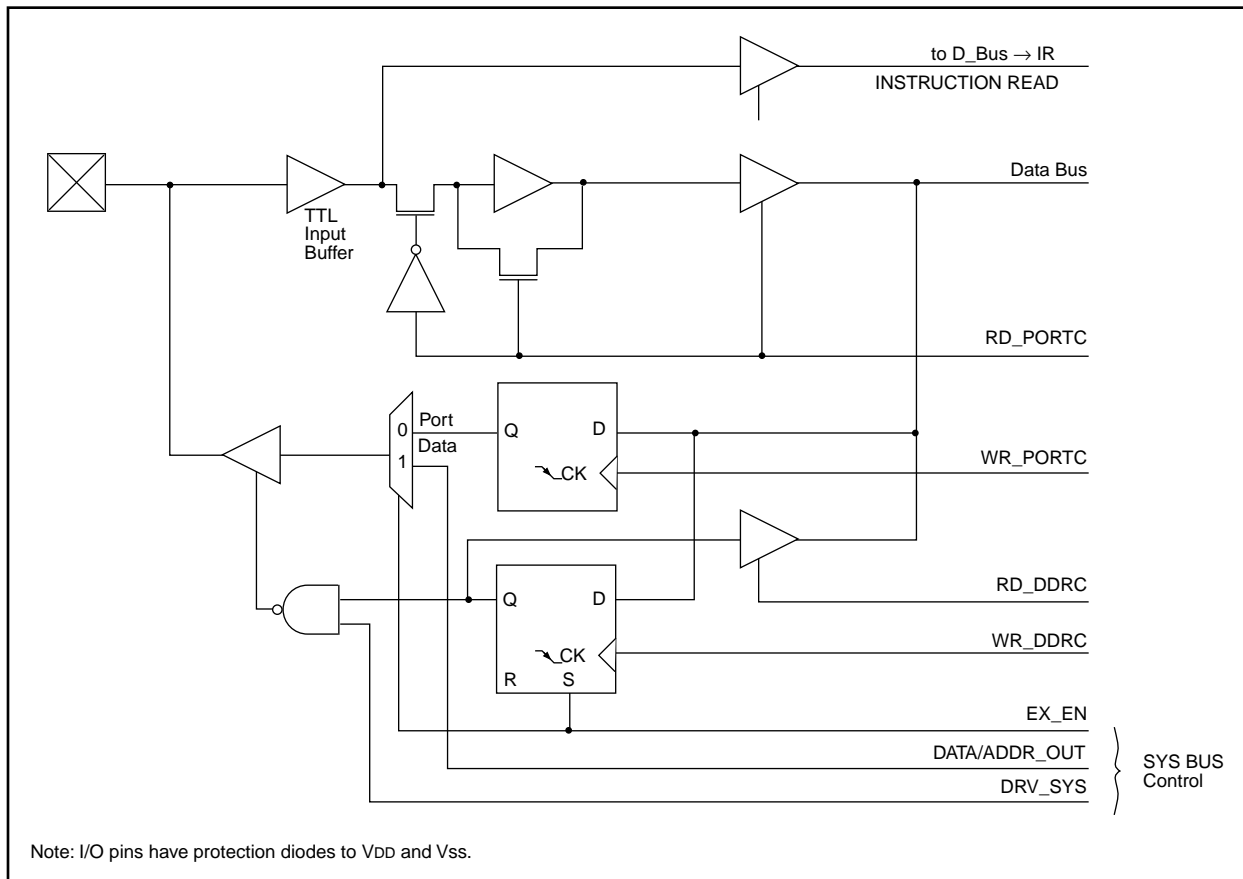 to D_Bus → IR
INSTRUCTION READ
Data Bus
TTL
Input
Buffer
RD_PORTC
0
Port
Data
1
Q
D
CK
WR_PORTC
RD_DDRC
Q
D
CK
WR_DDRC
R
S
EX_EN
DATA/ADDR_OUT
DRV_SYS
SYS BUS
Control
Note: I/O pins have protection diodes to VDD and Vss.